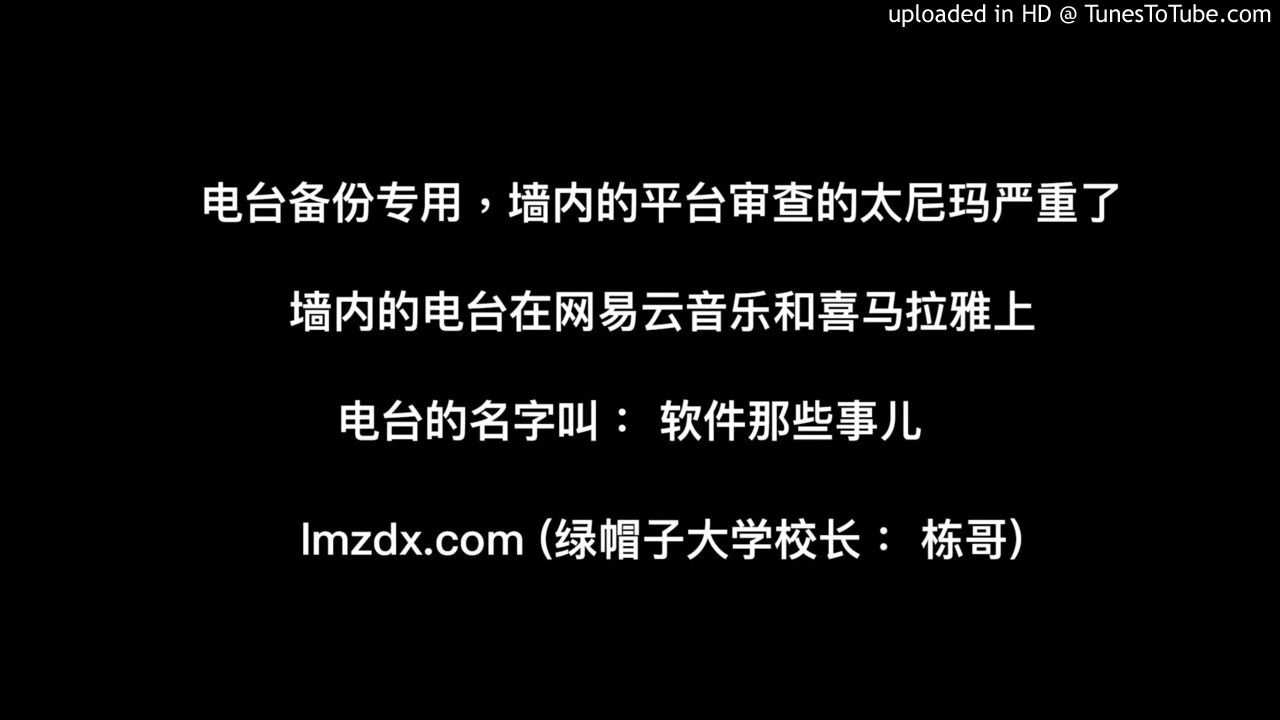 uploaded in HD @ TunesToTube.com
电台备份专用，墙内的平台审查的太尼玛严重了
墙内的电台在网易云音乐和喜马拉雅上
电台的名字叫： 软件那些事儿
lmzdx.com (绿帽子大学校长： 栋哥)